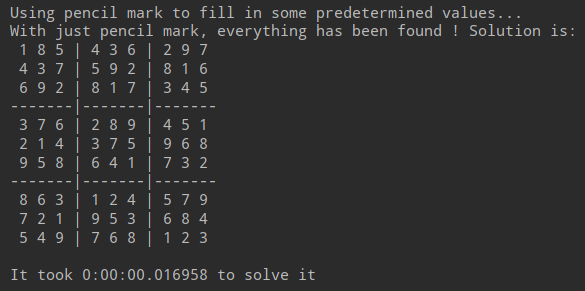 Using pencil mark to fill in some predetermined values...
With just pencil mark, everything has been found ! Solution is:
1 8 5 | 4 3 6 | 2 9 7
4 3 7 | 5 9 2 | 8 1 6
6 9 2 | 8 1 7 | 3 4 5
-------|-------|-------
3 7 6 | 2 8 9 | 4 5 1
2 1 4 | 3 7 5 | 9 6 8
9 5 8 | 6 4 1 | 7 3 2
-------|-------|-------
8 6 3 | 1 2 4 | 5 7 9
7 2 1 | 9 5 3 | 6 8 4
5 4 9 | 7 6 8 | 1 2 3
It took 0:00:00.016958 to solve it